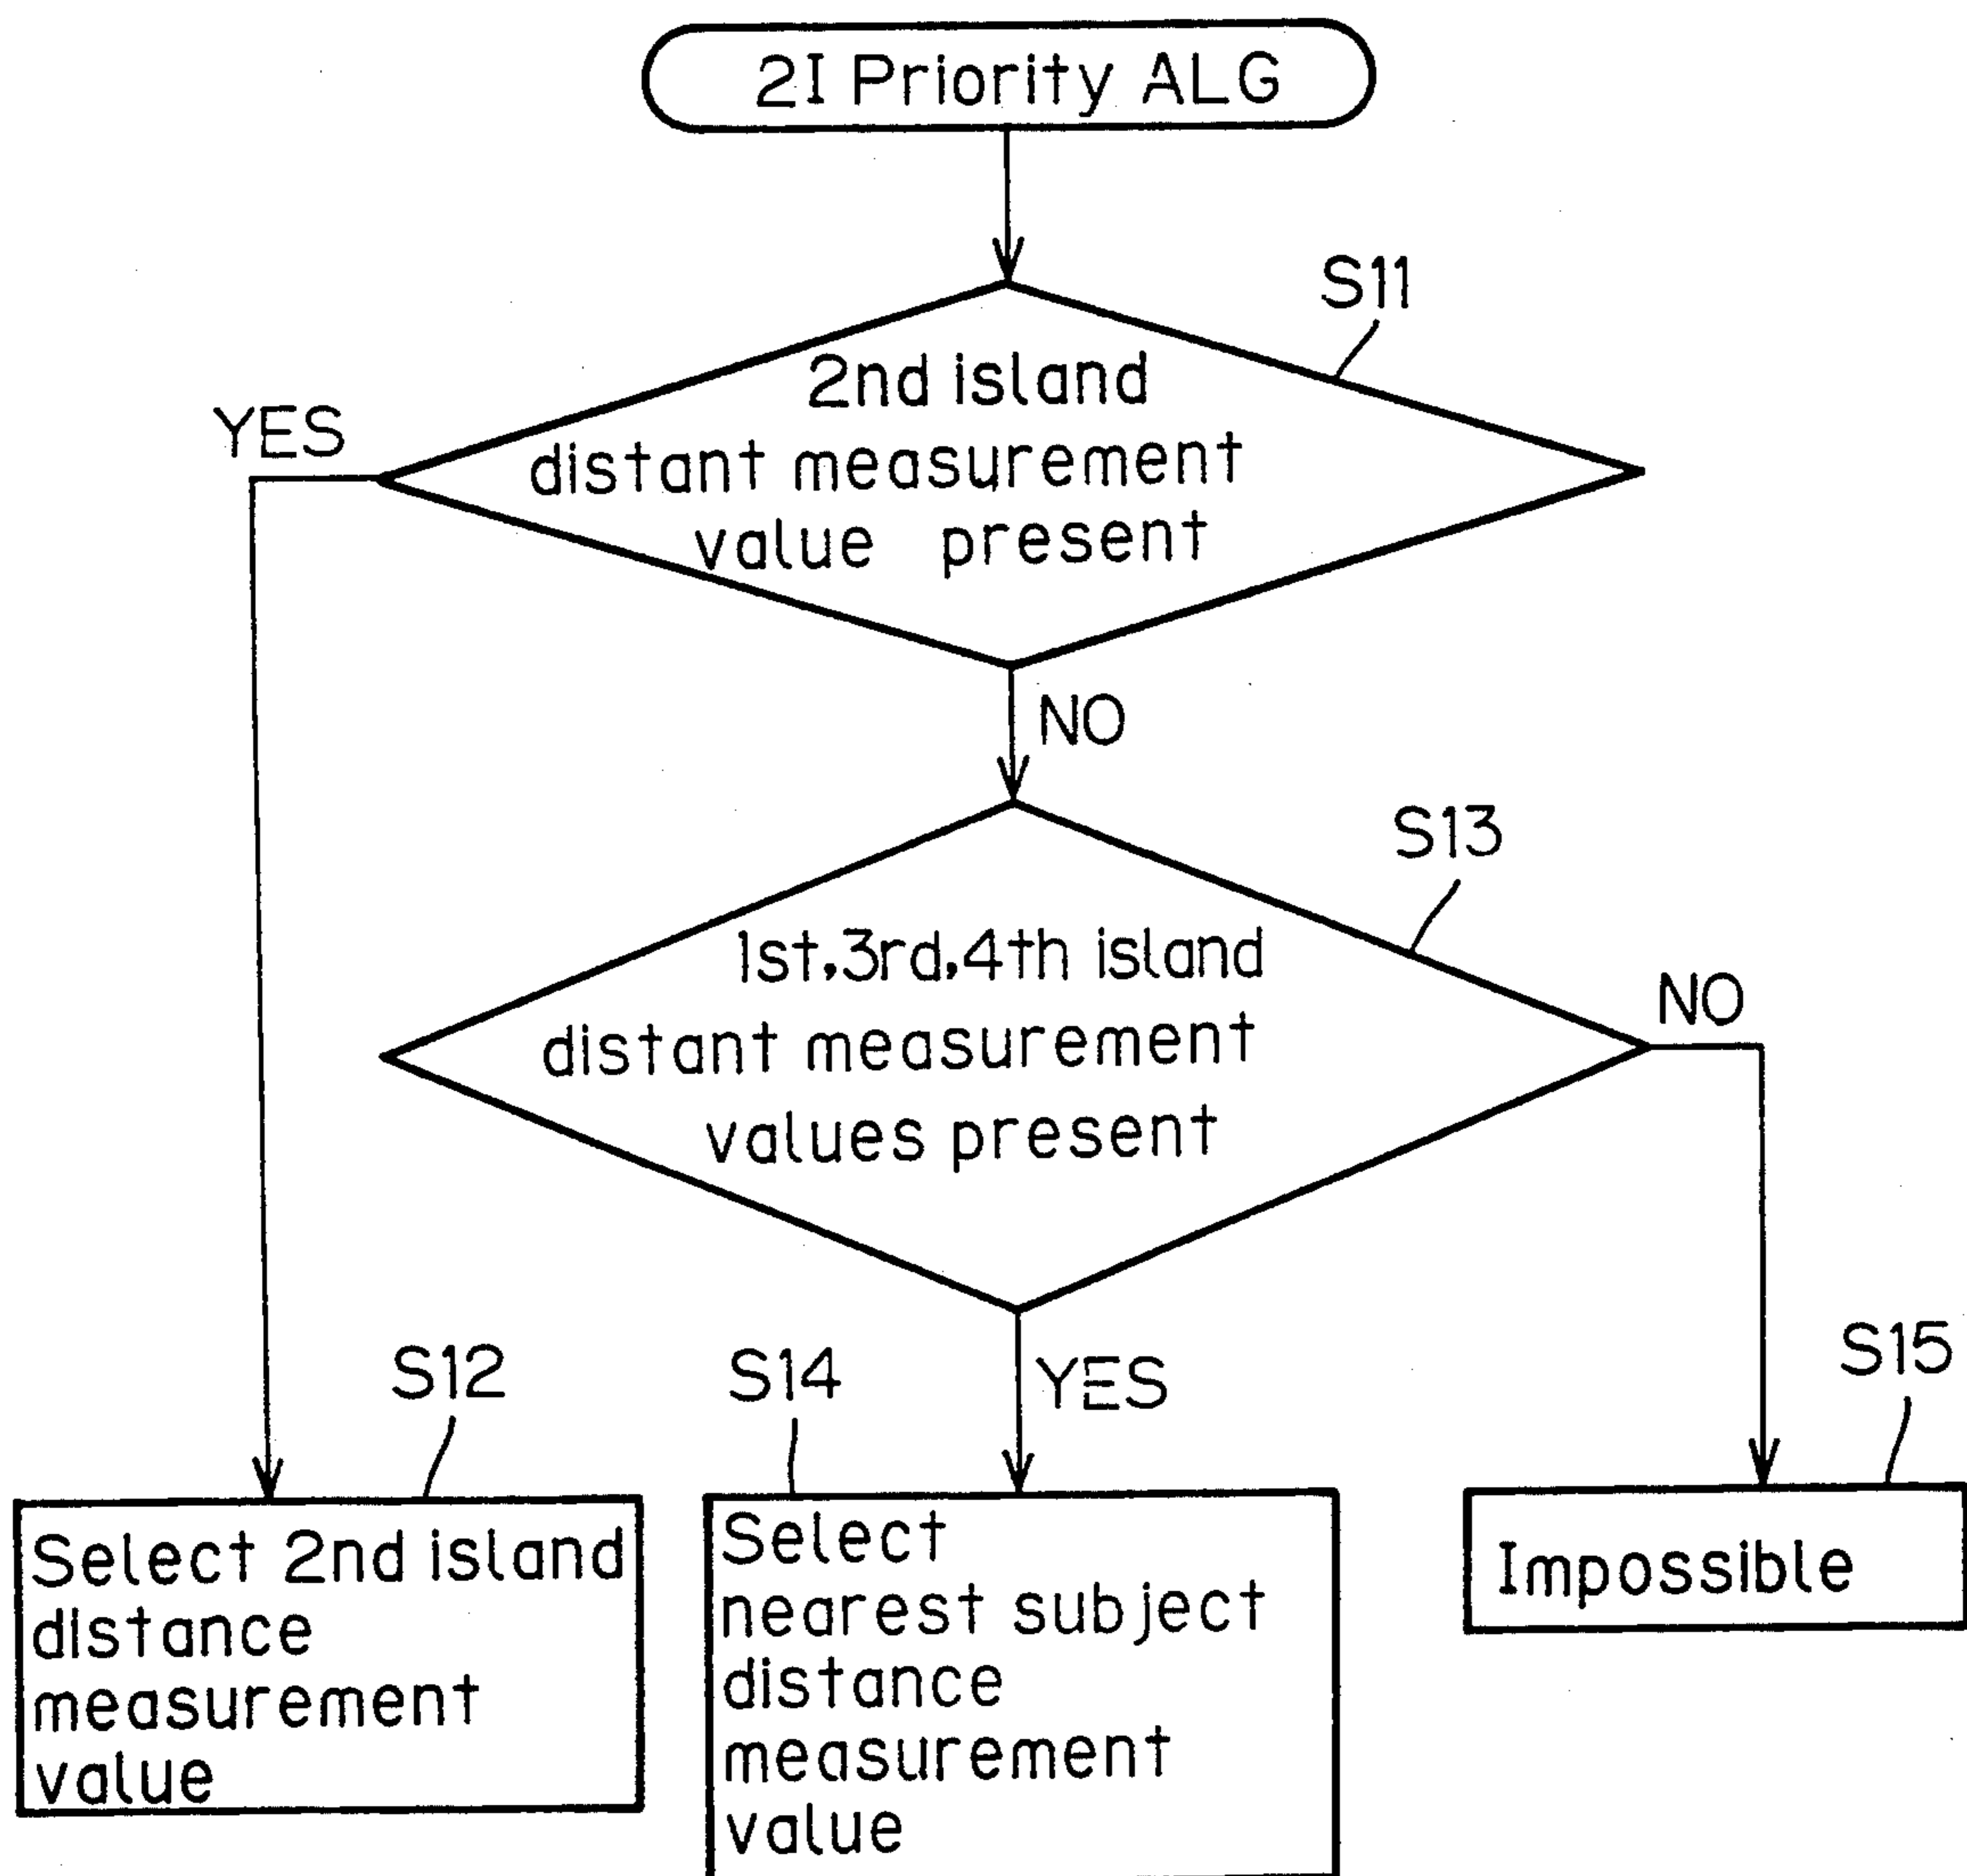 2I Priority ALG
S11
2nd island
distant measurement
value present
YES
NO
S13
1st,3rd,4th island
distant measurement
values present
NO
YES
S12
S14
S15
Select 2nd island
distance
measurement
value
Select
nearest subject
distance
measurement
value
Impossible